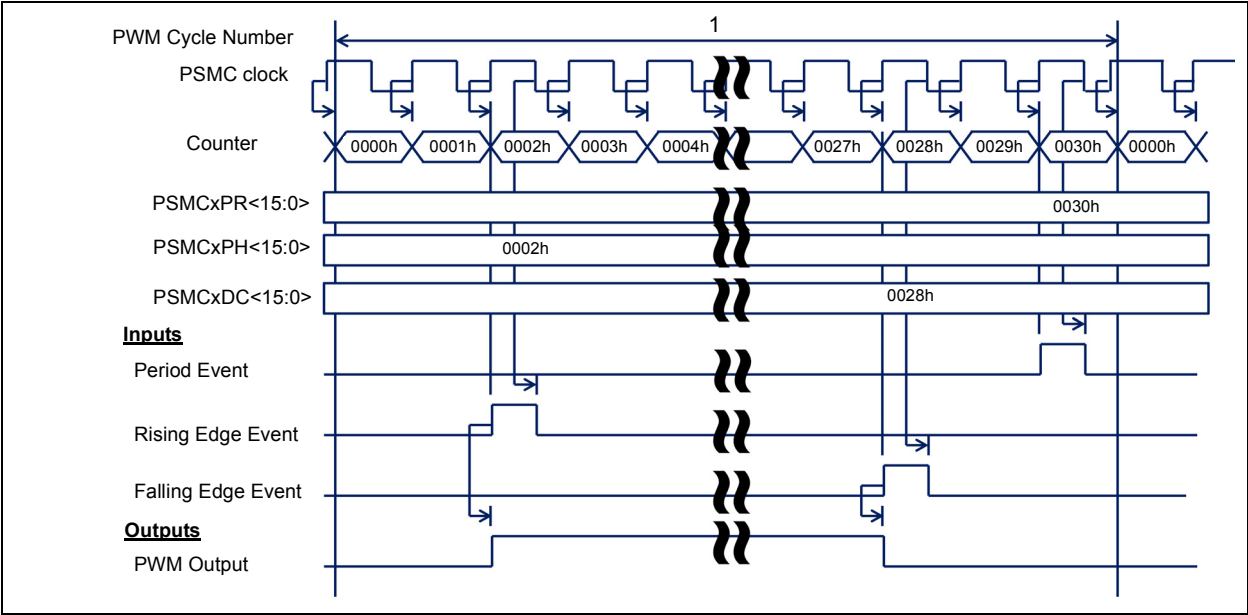 PWM Cycle Number 1
PSMC clock
Counter 0000h 0001h 0002h 0003h 0004h 0027h 0028h 0029h 0030h 0000h
PSMCxPR<15:0> 0030h
PSMCxPH<15:0> 0002h
PSMCxDC<15:0> 0028h
Inputs
Period Event
Rising Edge Event
Falling Edge Event
Outputs
PWM Output